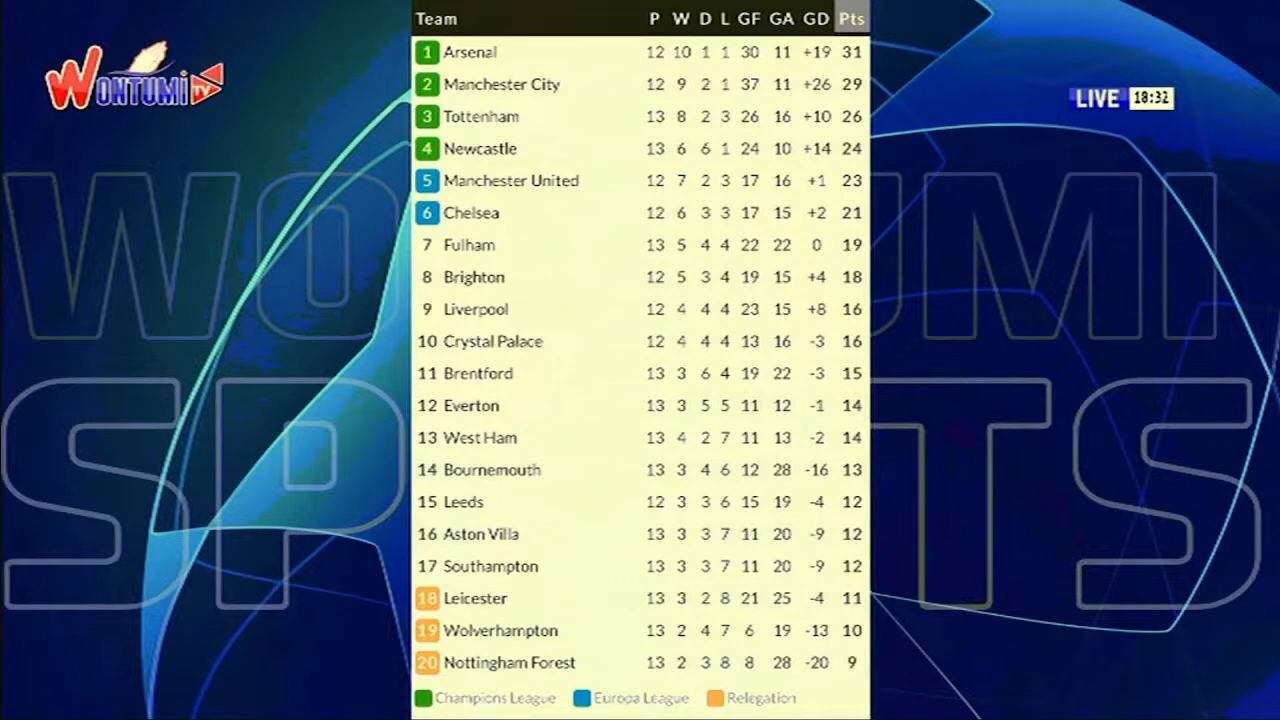 WONTUMI TV
LIVE 18:32
WONTUMI
SPORTS
Team P W D L GF GA GD Pts
1 Arsenal 12 10 1 1 30 11 +19 31
2 Manchester City 12 9 2 1 37 11 +26 29
3 Tottenham 13 8 2 3 26 16 +10 26
4 Newcastle 13 6 6 1 24 10 +14 24
5 Manchester United 12 7 2 3 17 16 +1 23
6 Chelsea 12 6 3 3 17 15 +2 21
7 Fulham 13 5 4 4 22 22 0 19
8 Brighton 12 5 3 4 19 15 +4 18
9 Liverpool 12 4 4 4 23 15 +8 16
10 Crystal Palace 12 4 4 4 13 16 -3 16
11 Brentford 13 3 6 4 19 22 -3 15
12 Everton 13 3 5 5 11 12 -1 14
13 West Ham 13 4 2 7 11 13 -2 14
14 Bournemouth 13 3 4 6 12 28 -16 13
15 Leeds 12 3 3 6 15 19 -4 12
16 Aston Villa 13 3 3 7 11 20 -9 12
17 Southampton 13 3 3 7 11 20 -9 12
18 Leicester 13 3 2 8 21 25 -4 11
19 Wolverhampton 13 2 4 7 6 19 -13 10
20 Nottingham Forest 13 2 3 8 8 28 -20 9
Champions League Europa League Relegation